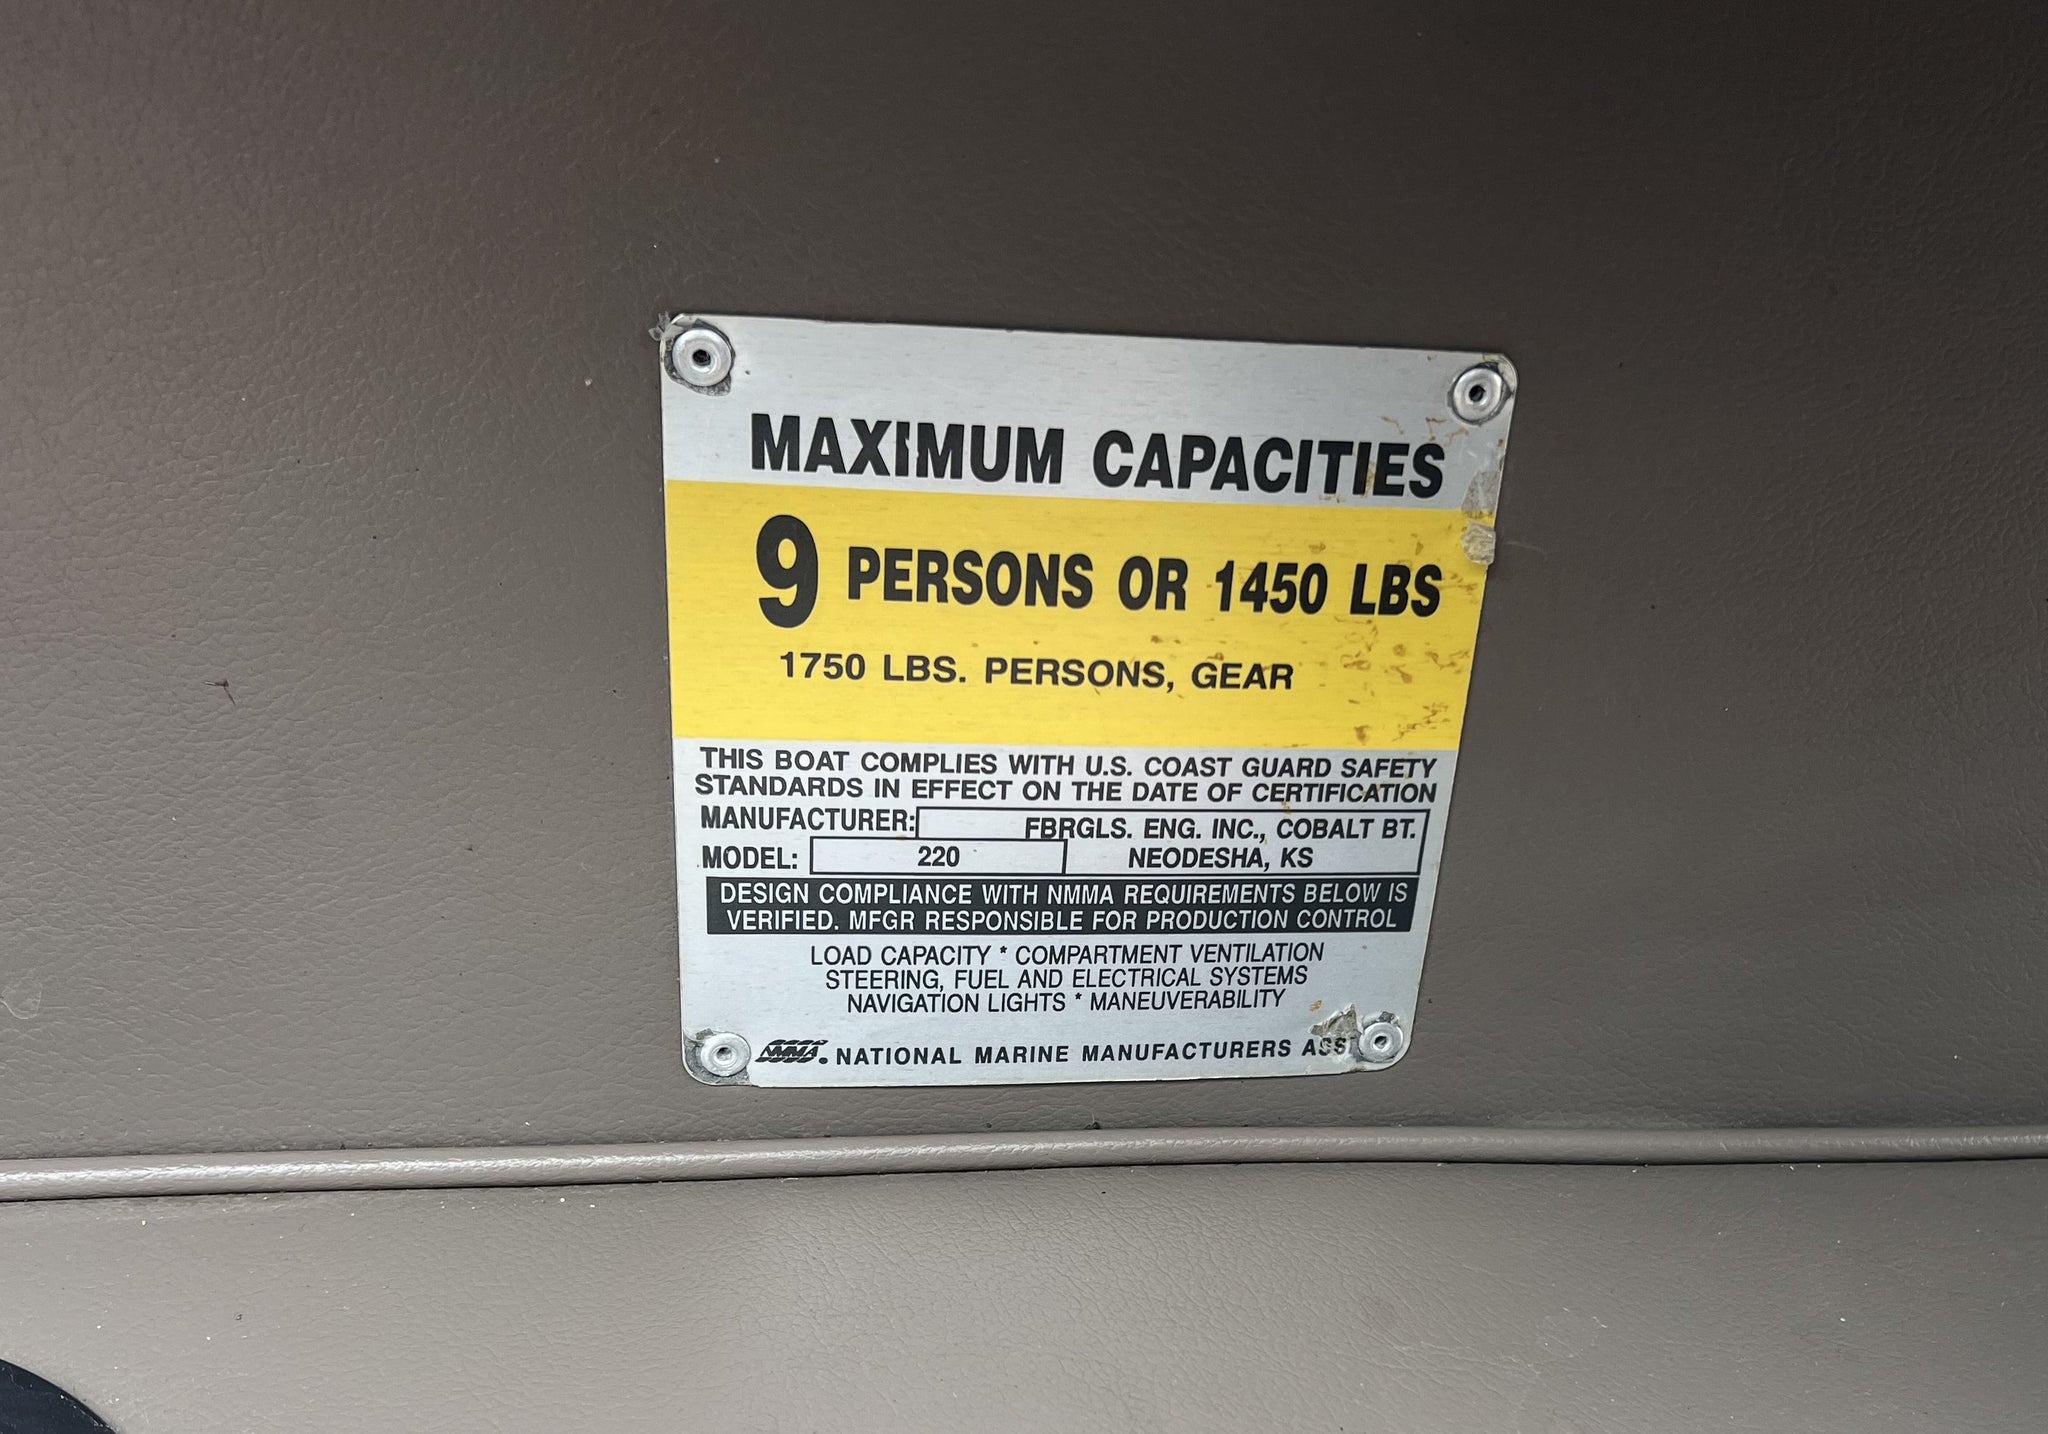 MAXIMUM CAPACITIES
9 PERSONS OR 1450 LBS
1750 LBS. PERSONS, GEAR
THIS BOAT COMPLIES WITH U.S. COAST GUARD SAFETY
STANDARDS IN EFFECT ON THE DATE OF CERTIFICATION
MANUFACTURER: FBRGLS. ENG. INC., COBALT BT.
MODEL: 220 NEODESHA, KS
DESIGN COMPLIANCE WITH NMMA REQUIREMENTS BELOW IS
VERIFIED. MFGR RESPONSIBLE FOR PRODUCTION CONTROL
LOAD CAPACITY * COMPARTMENT VENTILATION
STEERING, FUEL AND ELECTRICAL SYSTEMS
NAVIGATION LIGHTS * MANEUVERABILITY
NMMA. NATIONAL MARINE MANUFACTURERS ASS